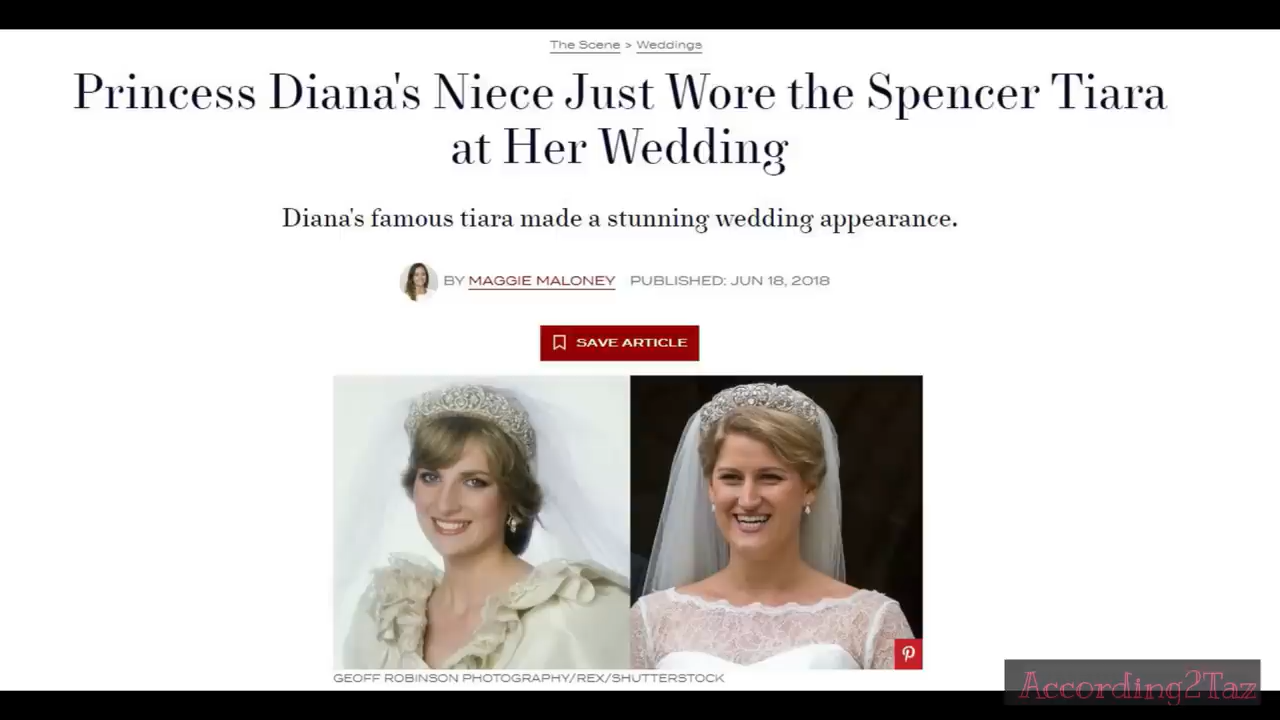 The Scene > Weddings
Princess Diana's Niece Just Wore the Spencer Tiara
at Her Wedding
Diana's famous tiara made a stunning wedding appearance.
BY MAGGIE MALONEY PUBLISHED: JUN 18, 2018
SAVE ARTICLE
GEOFF ROBINSON PHOTOGRAPHY/REX/SHUTTERSTOCK
According2Taz